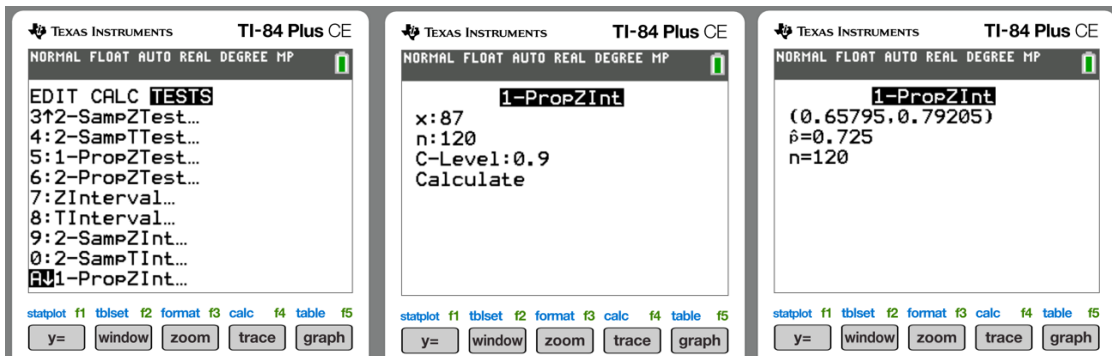 TEXAS INSTRUMENTS TI-84 Plus CE
NORMAL FLOAT AUTO REAL DEGREE MP
EDIT CALC TESTS
3↑2-SampZTest…
4:2-SampTTest…
5:1-PropZTest…
6:2-PropZTest…
7:ZInterval…
8:TInterval…
9:2-SampZInt…
0:2-SampTInt…
A↓1-PropZInt…
statplot f1 tblset f2 format f3 calc f4 table f5
y= window zoom trace graph
TEXAS INSTRUMENTS TI-84 Plus CE
NORMAL FLOAT AUTO REAL DEGREE MP
1-PropZInt
x:87
n:120
C-Level:0.9
Calculate
statplot f1 tblset f2 format f3 calc f4 table f5
y= window zoom trace graph
TEXAS INSTRUMENTS TI-84 Plus CE
NORMAL FLOAT AUTO REAL DEGREE MP
1-PropZInt
(0.65795,0.79205)
p̂=0.725
n=120
statplot f1 tblset f2 format f3 calc f4 table f5
y= window zoom trace graph